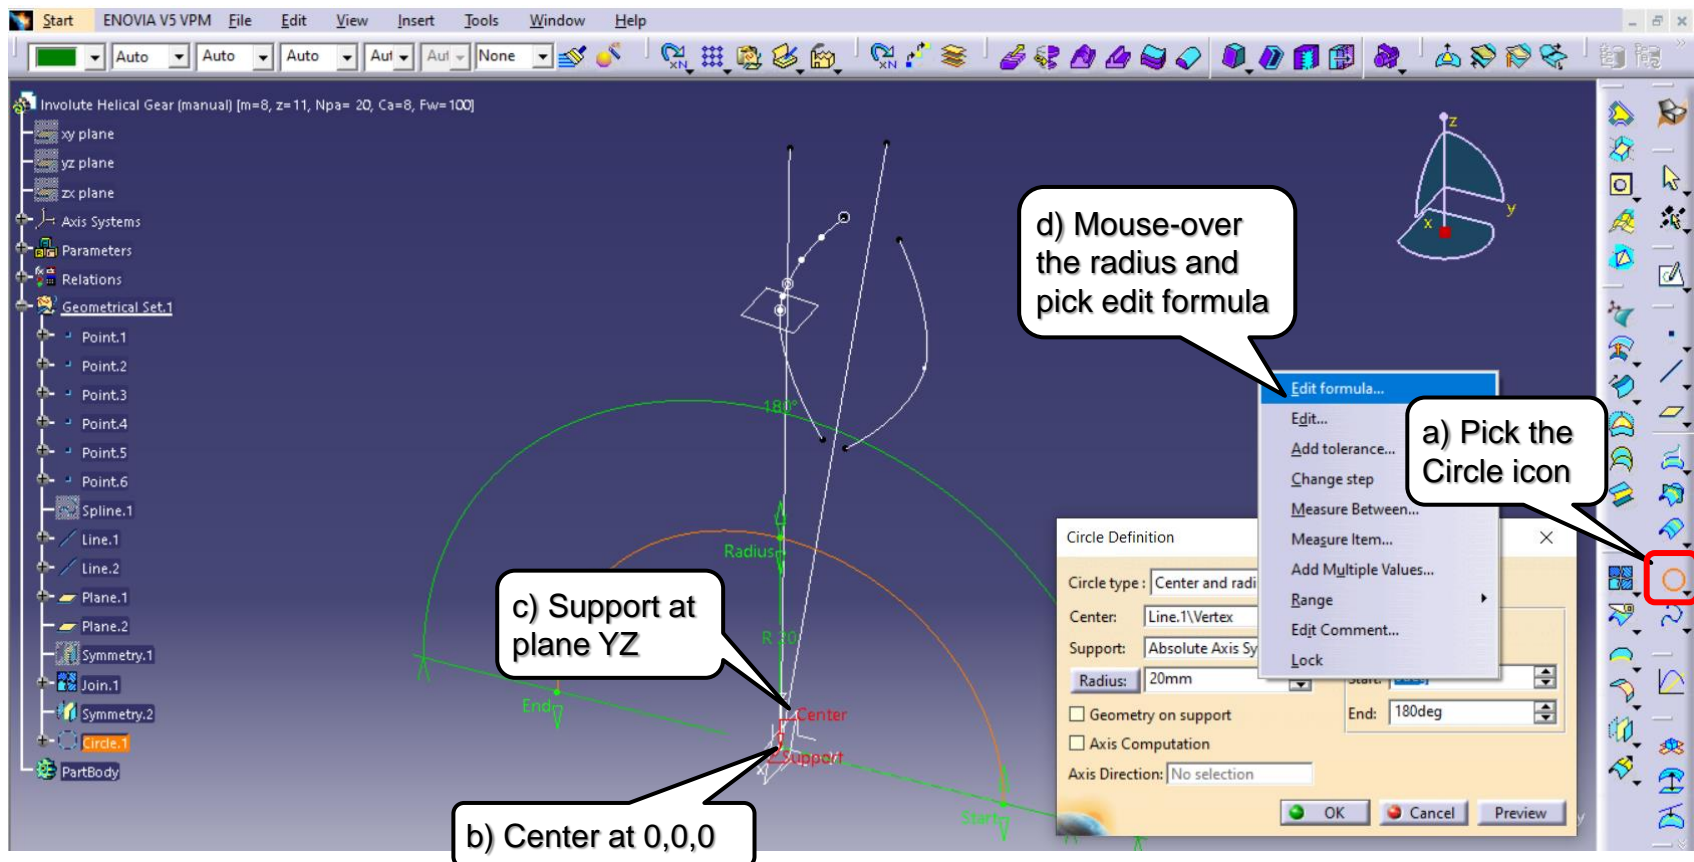 Start ENOVIA V5 VPM File Edit View Insert Tools Window Help
Auto Auto Auto Aut Aut None
Involute Helical Gear (manual) [m=8, z=11, Npa= 20, Ca=8, Fw=100]
xy plane
yz plane
zx plane
Axis Systems
Parameters
Relations
Geometrical Set.1
Point.1
Point.2
Point.3
Point.4
Point.5
Point.6
Spline.1
Line.1
Line.2
Plane.1
Plane.2
Symmetry.1
Join.1
Symmetry.2
Circle.1
PartBody
z
y
x
180°
Radius
R 20
End
Center
Support
Start
d) Mouse-over
the radius and
pick edit formula
a) Pick the
Circle icon
c) Support at
plane YZ
b) Center at 0,0,0
Edit formula...
Edit...
Add tolerance...
Change step
Measure Between...
Measure Item...
Add Multiple Values...
Range
Edit Comment...
Lock
Circle Definition
Circle type : Center and radi
Center: Line.1\Vertex
Support: Absolute Axis Sy
Radius: 20mm
Start:
Geometry on support
End: 180deg
Axis Computation
Axis Direction: No selection
OK Cancel Preview